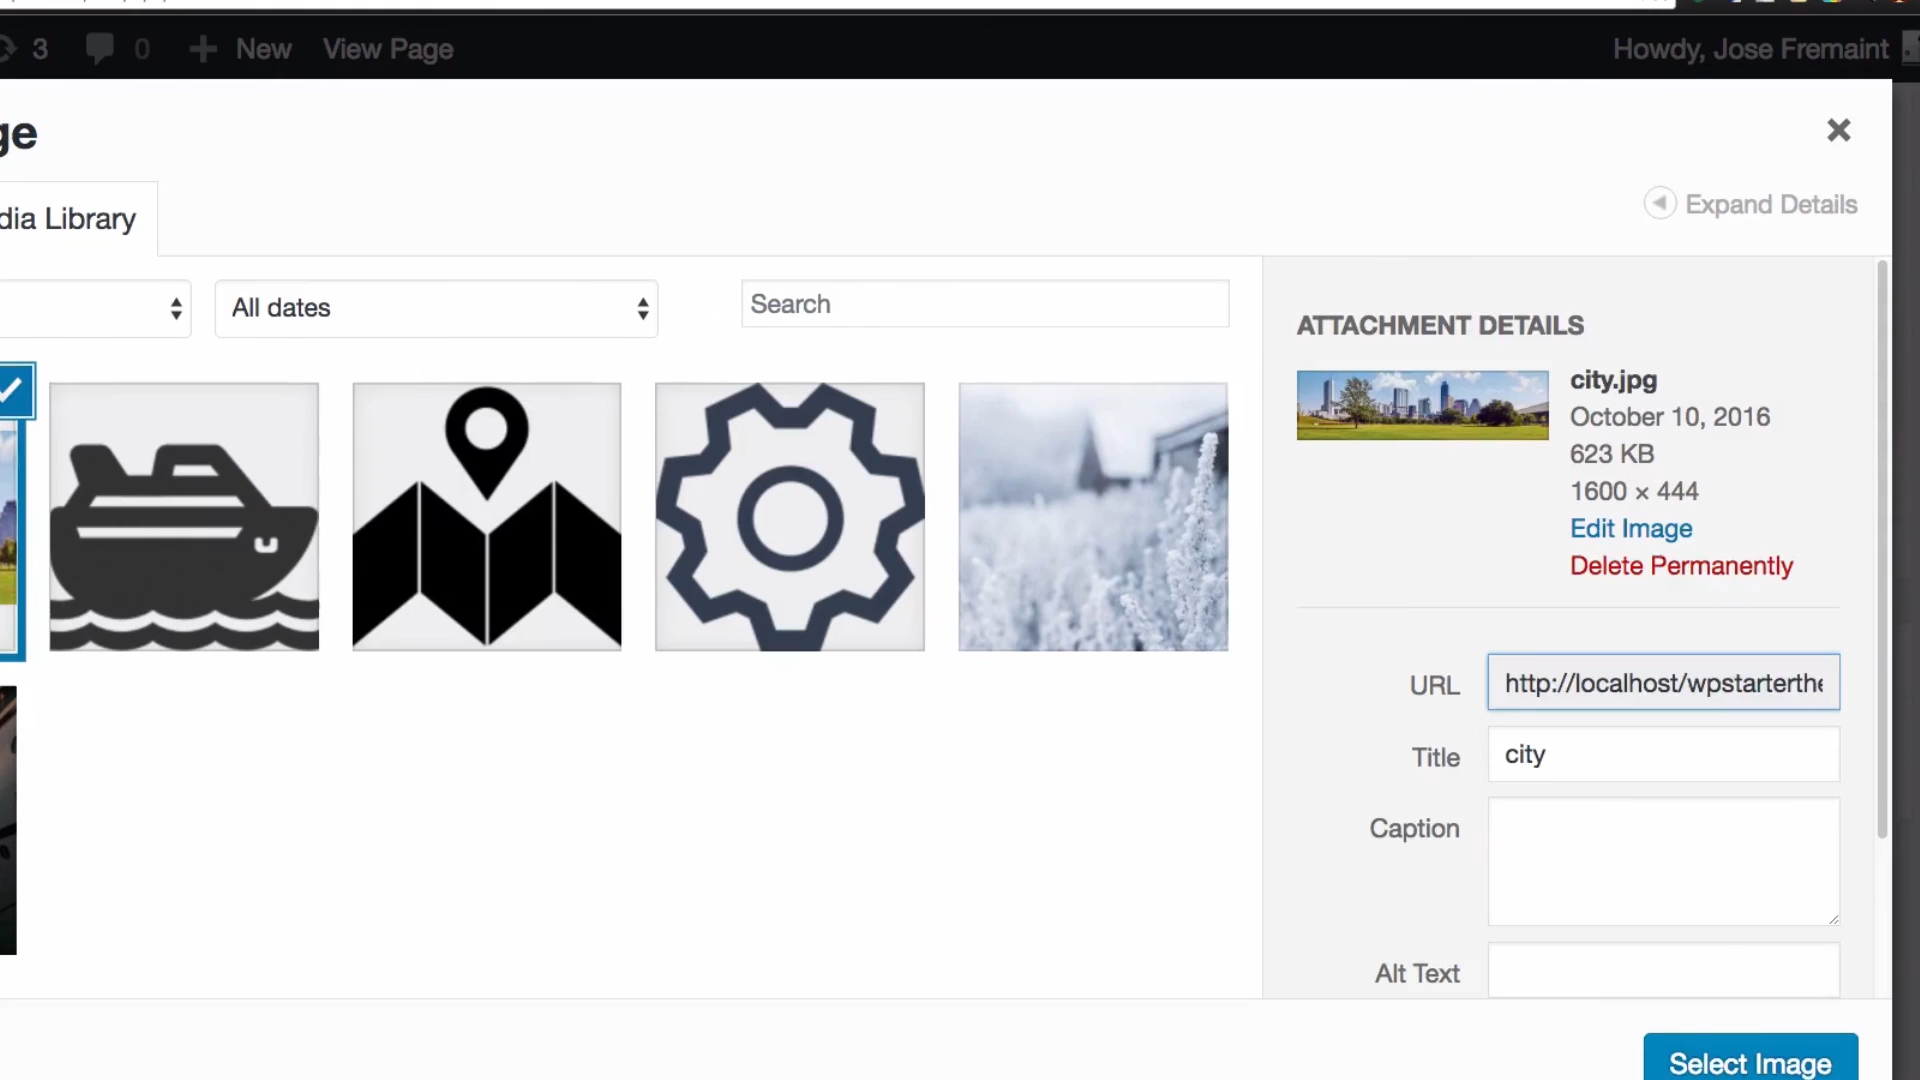 3 0 New View Page Howdy, Jose Fremaint
ge
dia Library
Expand Details
All dates
Search
ATTACHMENT DETAILS
city.jpg
October 10, 2016
623 KB
1600 × 444
Edit Image
Delete Permanently
URL http://localhost/wpstarterthe
Title city
Caption
Alt Text
Select Image